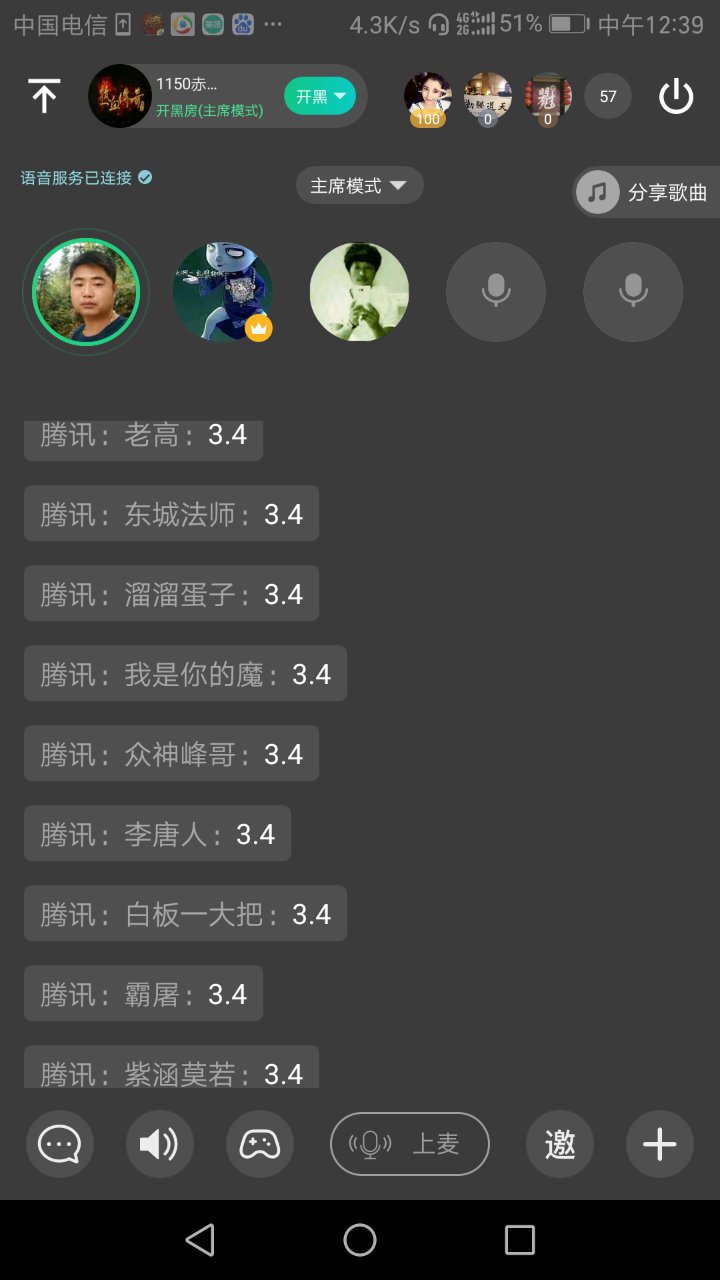 中国电信
4.3K/s 4G 2G 51% 中午12:39
1150赤…
开黑房(主席模式)
开黑
100
0
0
57
语音服务已连接
主席模式
分享歌曲
腾讯：老高：3.4
腾讯：东城法师：3.4
腾讯：溜溜蛋子：3.4
腾讯：我是你的魔：3.4
腾讯：众神峰哥：3.4
腾讯：李唐人：3.4
腾讯：白板一大把：3.4
腾讯：霸屠：3.4
腾讯：紫涵莫若：3.4
上麦
邀